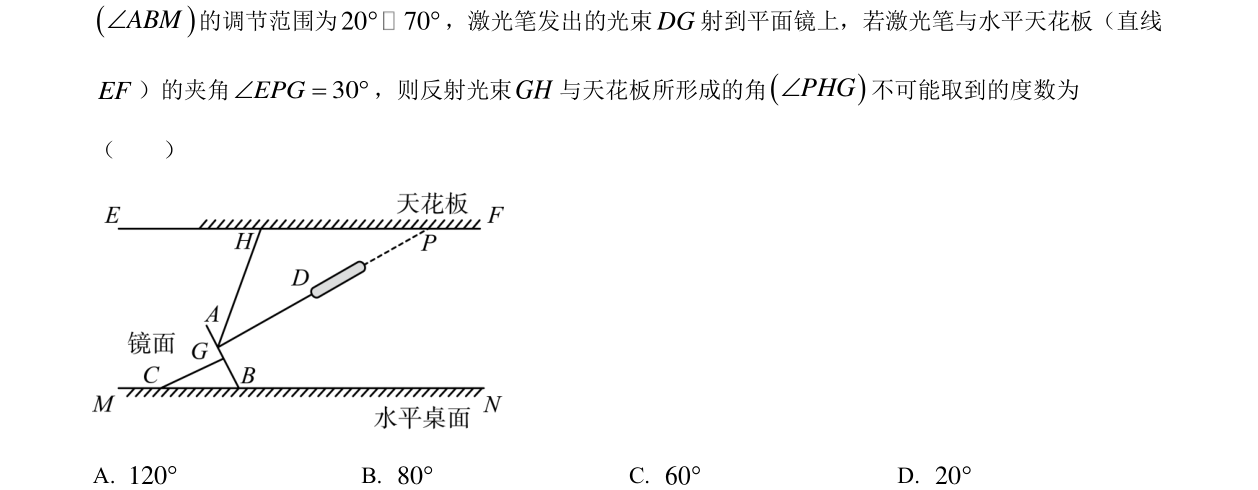 (∠ABM)的调节范围为20°□ 70°，激光笔发出的光束DG射到平面镜上，若激光笔与水平天花板（直线
EF）的夹角∠EPG=30°，则反射光束GH与天花板所形成的角(∠PHG)不可能取到的度数为
（ ）
天花板
E F
H P
D
A
镜面 G
C B
M N
水平桌面
A. 120° B. 80° C. 60° D. 20°